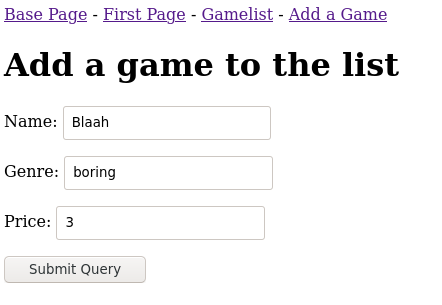 Base Page - First Page - Gamelist - Add a Game
Add a game to the list
Name: Blaah
Genre: boring
Price: 3
Submit Query